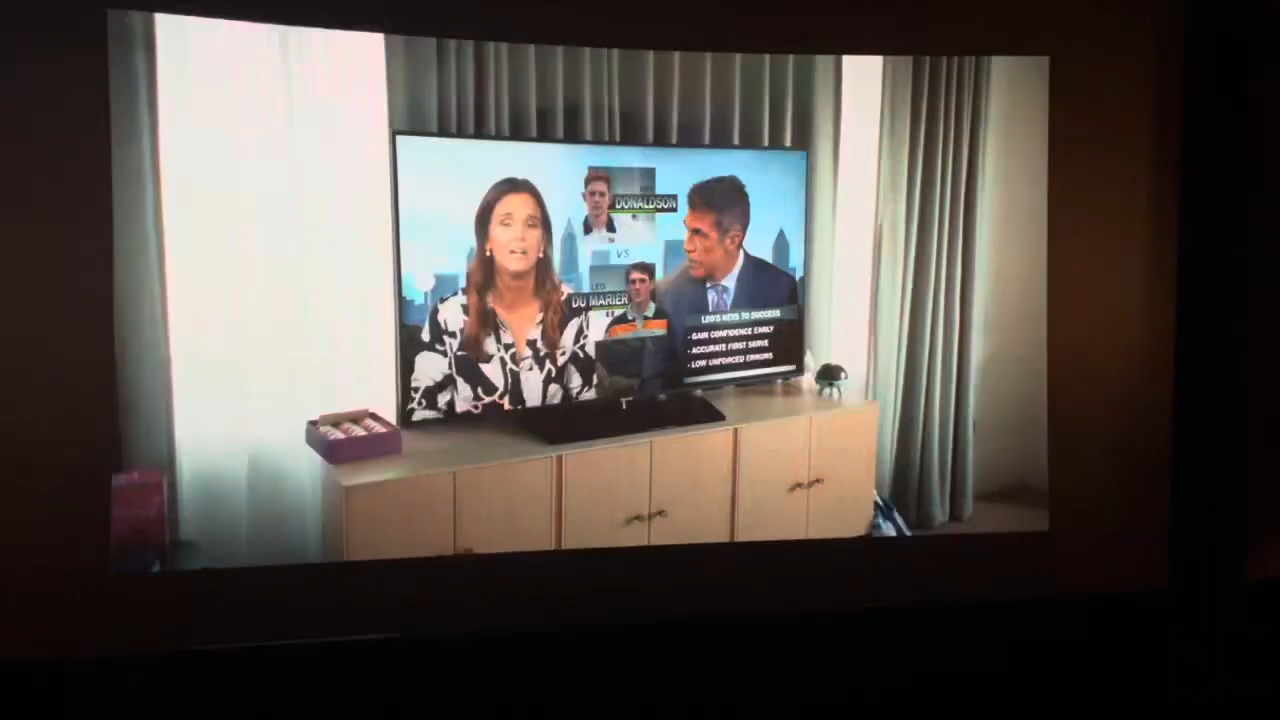 DONALDSON
VS
LEO
DU MARIER
LEO'S KEYS TO SUCCESS
- GAIN CONFIDENCE EARLY
- ACCURATE FIRST SERVE
- LOW UNFORCED ERRORS